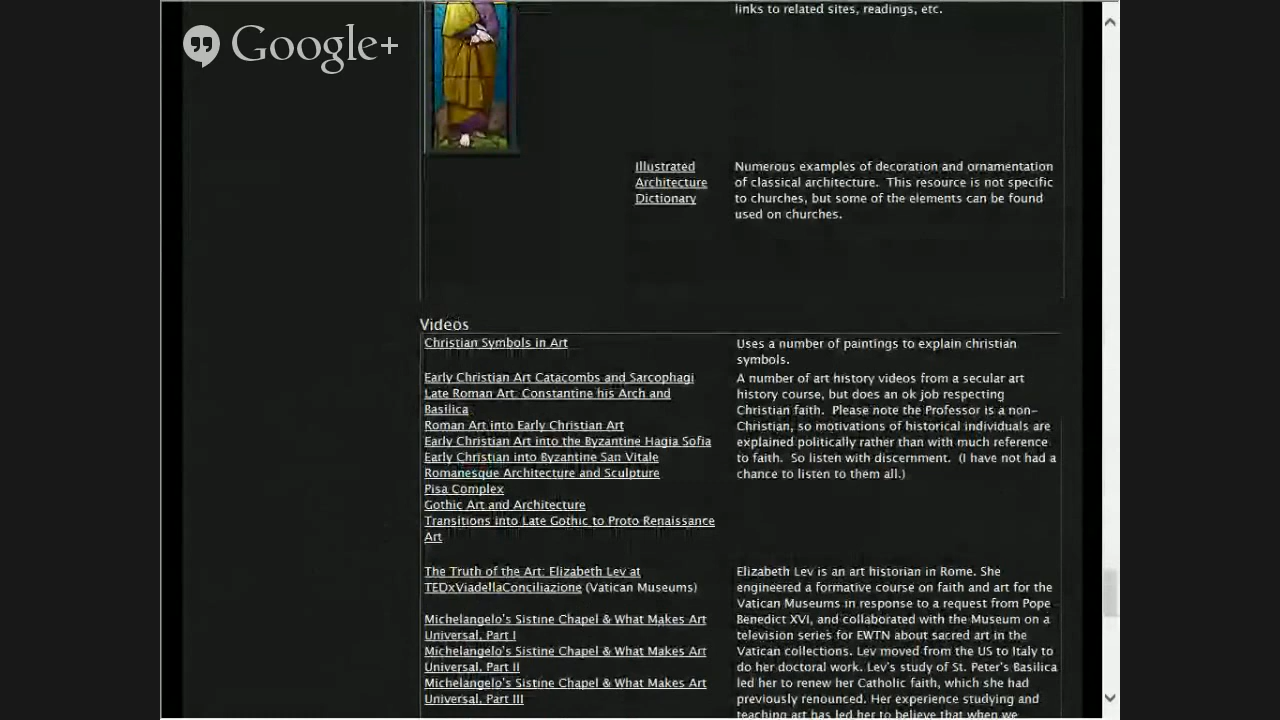 Google+
links to related sites, readings, etc.
Illustrated
Architecture
Dictionary
Numerous examples of decoration and ornamentation
of classical architecture. This resource is not specific
to churches, but some of the elements can be found
used on churches.
Videos
Christian Symbols in Art
Uses a number of paintings to explain christian
symbols.
Early Christian Art Catacombs and Sarcophagi
Late Roman Art: Constantine his Arch and
Basilica
Roman Art into Early Christian Art
Early Christian Art into the Byzantine Hagia Sofia
Early Christian into Byzantine San Vitale
Romanesque Architecture and Sculpture
Pisa Complex
Gothic Art and Architecture
Transitions into Late Gothic to Proto Renaissance
Art
A number of art history videos from a secular art
history course, but does an ok job respecting
Christian faith. Please note the Professor is a non-
Christian, so motivations of historical individuals are
explained politically rather than with much reference
to faith. So listen with discernment. (I have not had a
chance to listen to them all.)
The Truth of the Art: Elizabeth Lev at
TEDxViadellaConciliazione (Vatican Museums)
Michelangelo's Sistine Chapel & What Makes Art
Universal, Part I
Michelangelo's Sistine Chapel & What Makes Art
Universal, Part II
Michelangelo's Sistine Chapel & What Makes Art
Universal, Part III
Elizabeth Lev is an art historian in Rome. She
engineered a formative course on faith and art for the
Vatican Museums in response to a request from Pope
Benedict XVI, and collaborated with the Museum on a
television series for EWTN about sacred art in the
Vatican collections. Lev moved from the US to Italy to
do her doctoral work. Lev's study of St. Peter's Basilica
led her to renew her Catholic faith, which she had
previously renounced. Her experience studying and
teaching art has led her to believe that when we